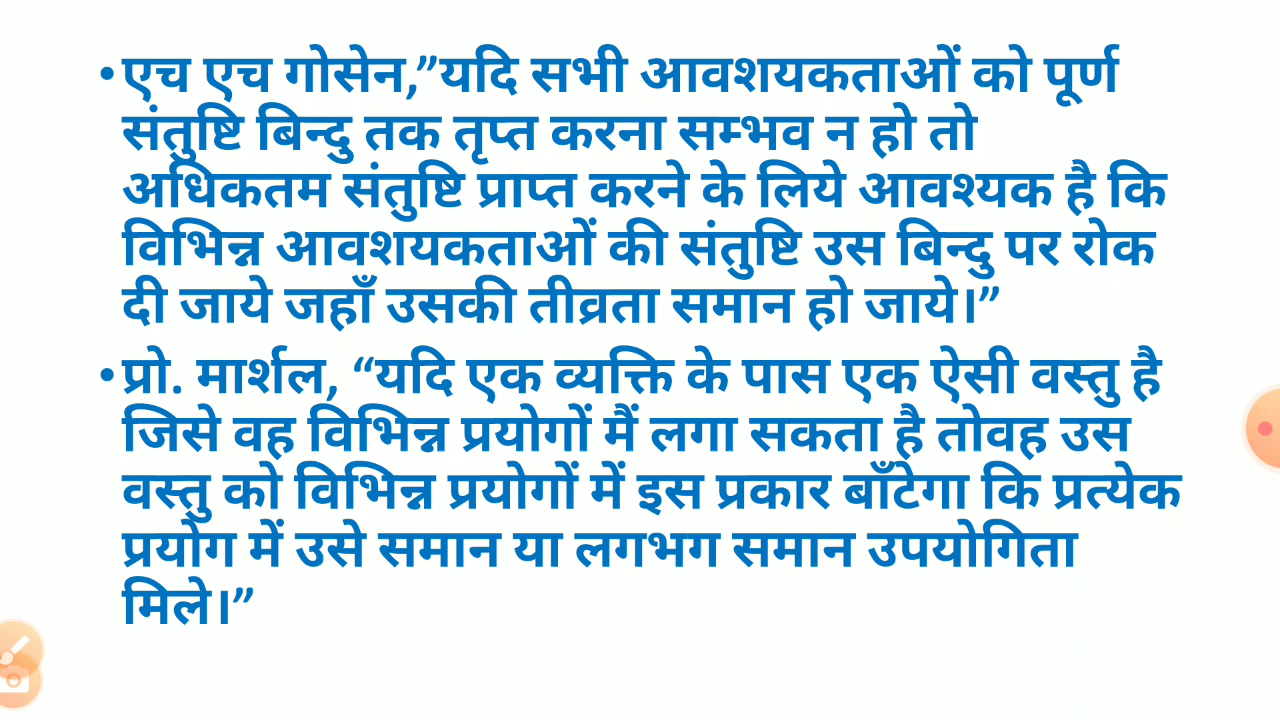 • एच एच गोसेन,”यदि सभी आवशयकताओं को पूर्ण
संतुष्टि बिन्दु तक तृप्त करना सम्भव न हो तो
अधिकतम संतुष्टि प्राप्त करने के लिये आवश्यक है कि
विभिन्न आवशयकताओं की संतुष्टि उस बिन्दु पर रोक
दी जाये जहाँ उसकी तीव्रता समान हो जाये।”
• प्रो. मार्शल, “यदि एक व्यक्ति के पास एक ऐसी वस्तु है
जिसे वह विभिन्न प्रयोगों मैं लगा सकता है तोवह उस
वस्तु को विभिन्न प्रयोगों में इस प्रकार बाँटेगा कि प्रत्येक
प्रयोग में उसे समान या लगभग समान उपयोगिता
मिले।”